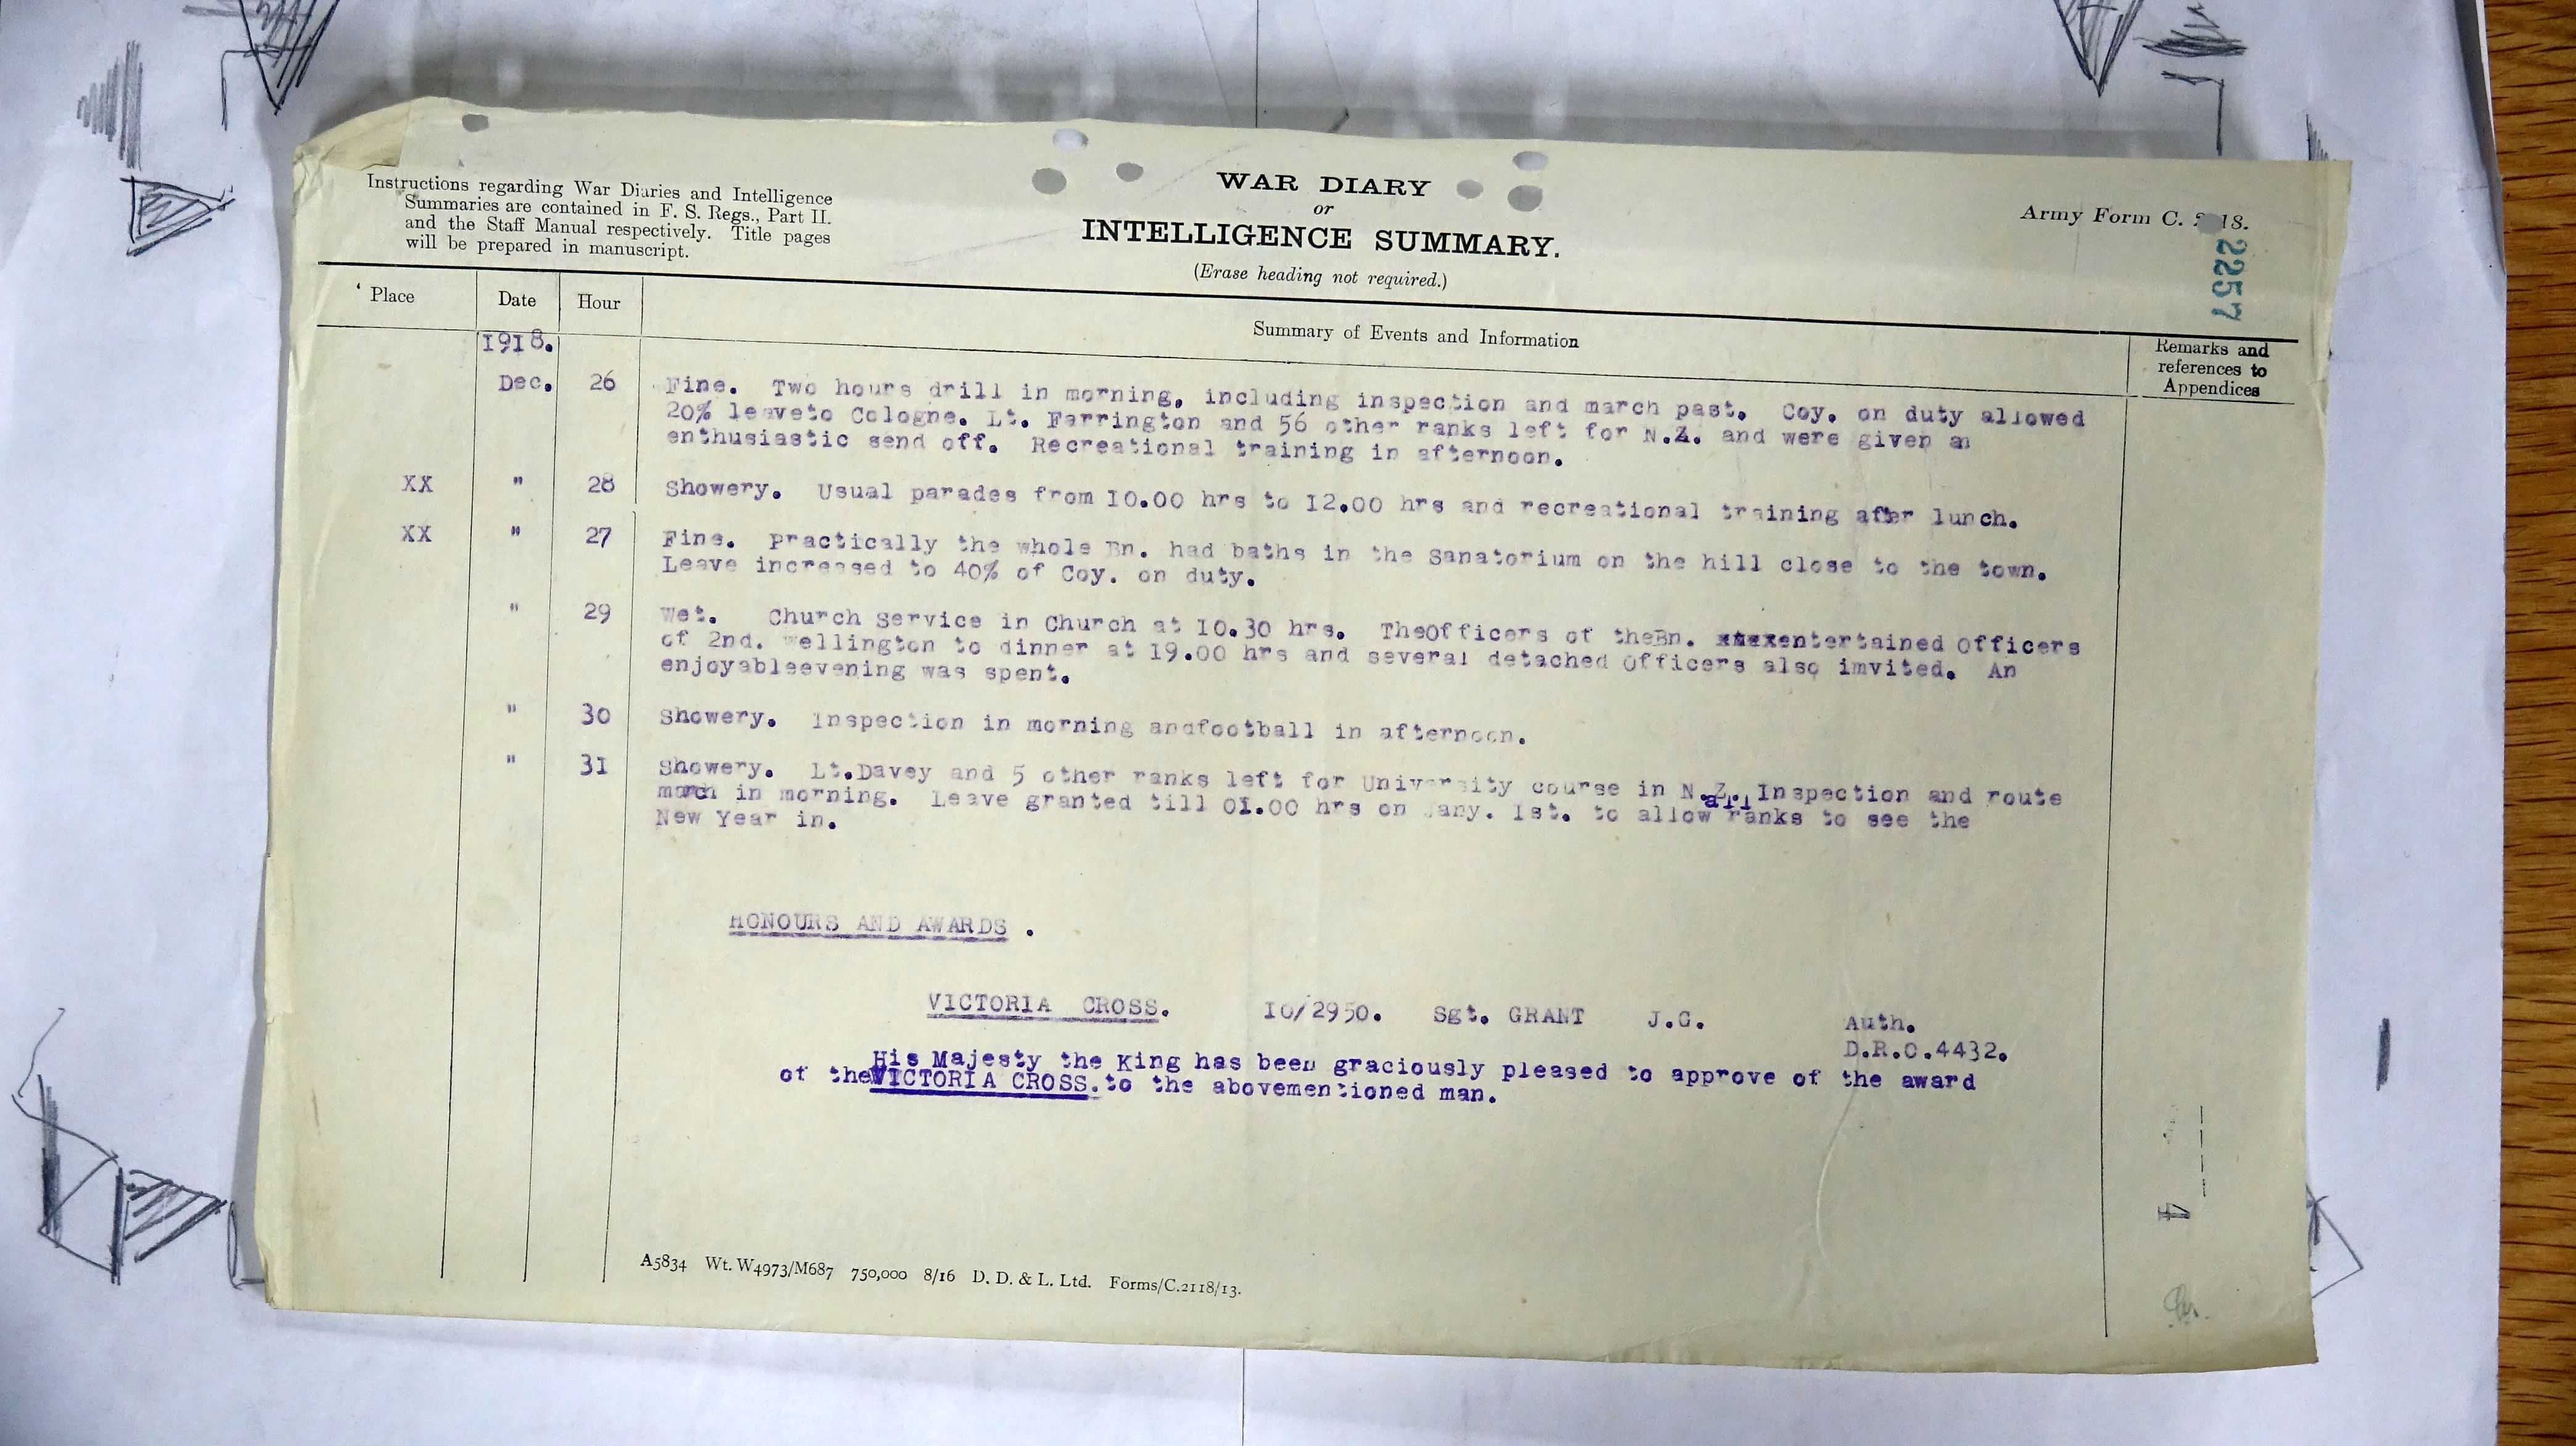 Instructions regarding War Diaries and Intelligence
Summaries are contained in F. S. Regs., Part II.
and the Staff Manual respectively. Title pages
will be prepared in manuscript.
WAR DIARY
or
INTELLIGENCE SUMMARY.
(Erase heading not required.)
Army Form C. 2118.
2257
Place Date Hour Summary of Events and Information Remarks and
references to
Appendices
1918.
Dec. 26 Fine. Two hours drill in morning, including inspection and march past. Coy. on duty allowed
20% leaveto Cologne. Lt. Farrington and 56 other ranks left for N.Z. and were given an
enthusiastic send off. Recreational training in afternoon.
XX " 28 Showery. Usual parades from 10.00 hrs to 12.00 hrs and recreational training after lunch.
XX " 27 Fine. Practically the whole Bn. had baths in the Sanatorium on the hill close to the town.
Leave increased to 40% of Coy. on duty.
" 29 Wet. Church Service in Church at 10.30 hrs. TheOfficers of theBn. entertained Officers
of 2nd. Wellington to dinner at 19.00 hrs and several detached Officers also imvited. An
enjoyableevening was spent.
" 30 Showery. Inspection in morning andfootball in afternoon.
" 31 Showery. Lt.Davey and 5 other ranks left for University course in N.Z. Inspection and route
march in morning. Leave granted till 01.00 hrs on Jany. 1st. to allow all ranks to see the
New Year in.
HONOURS AND AWARDS .
VICTORIA CROSS. 10/2950. Sgt. GRANT J.G. Auth.
D.R.O.4432.
His Majesty the King has been graciously pleased to approve of the award
of theVICTORIA CROSS.to the abovementioned man.
4
A5834 Wt. W4973/M687 750,000 8/16 D. D. & L. Ltd. Forms/C.2118/13.